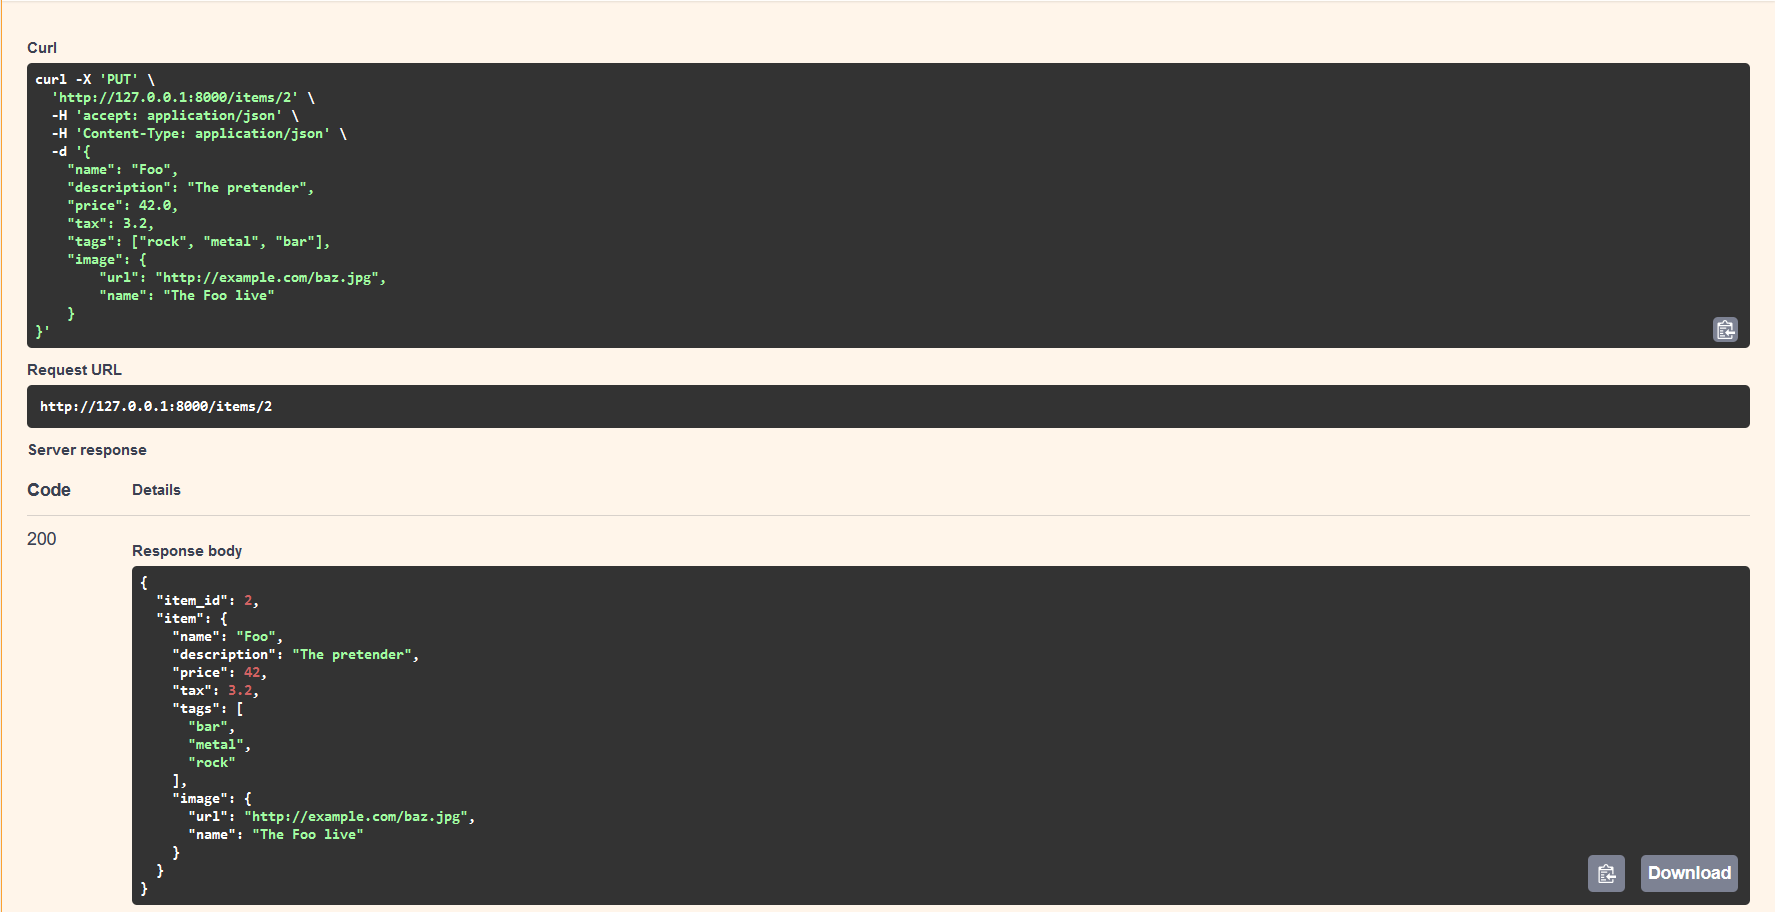 Curl
curl -X 'PUT' \
  'http://127.0.0.1:8000/items/2' \
  -H 'accept: application/json' \
  -H 'Content-Type: application/json' \
  -d '{
    "name": "Foo",
    "description": "The pretender",
    "price": 42.0,
    "tax": 3.2,
    "tags": ["rock", "metal", "bar"],
    "image": {
        "url": "http://example.com/baz.jpg",
        "name": "The Foo live"
    }
}'
Request URL
http://127.0.0.1:8000/items/2
Server response
Code Details
200
Response body
{
  "item_id": 2,
  "item": {
    "name": "Foo",
    "description": "The pretender",
    "price": 42,
    "tax": 3.2,
    "tags": [
      "bar",
      "metal",
      "rock"
    ],
    "image": {
      "url": "http://example.com/baz.jpg",
      "name": "The Foo live"
    }
  }
}
Download